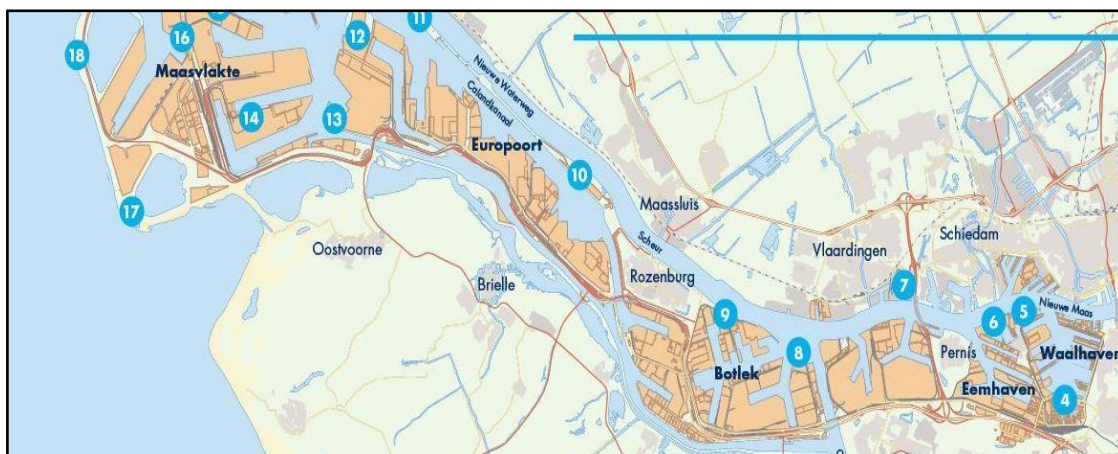 11
12
16
18
Maasvlakte
Nieuwe Waterweg
Calandkanaal
14
13
Europoort
10
17
Maassluis
Oostvoorne
Scheur
Vlaardingen
Schiedam
Brielle
Rozenburg
7
9
6
5
Nieuwe Maas
8
Pernis
Waalhaven
Botlek
Eemhaven
4